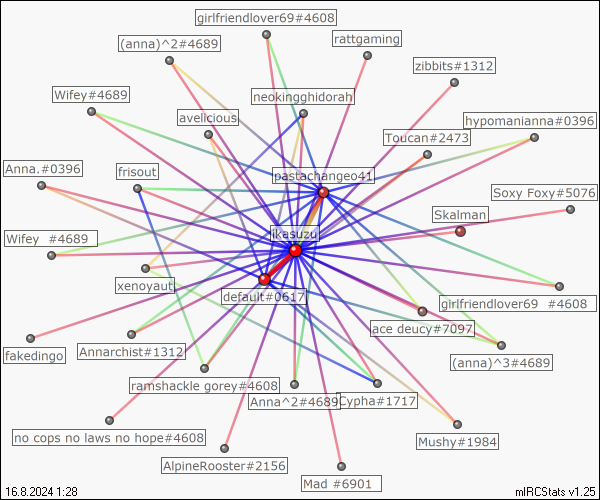 girlfriendlover69#4608
rattgaming
(anna)^2#4689
zibbits#1312
Wifey#4689
neokingghidorah
avelicious
hypomanianna#0396
Toucan#2473
Anna.#0396
frisout
pastachangeo41
Soxy Foxy#5076
Skalman
ikasuzu
Wifey  #4689
xenoyaut
default#0617
girlfriendlover69  #4608
ace deucy#7097
fakedingo
Annarchist#1312
(anna)^3#4689
ramshackle gorey#4608
Anna^2#4689
Cypha#1717
no cops no laws no hope#4608
Mushy#1984
AlpineRooster#2156
Mad #6901
16.8.2024 1:28
mIRCStats v1.25